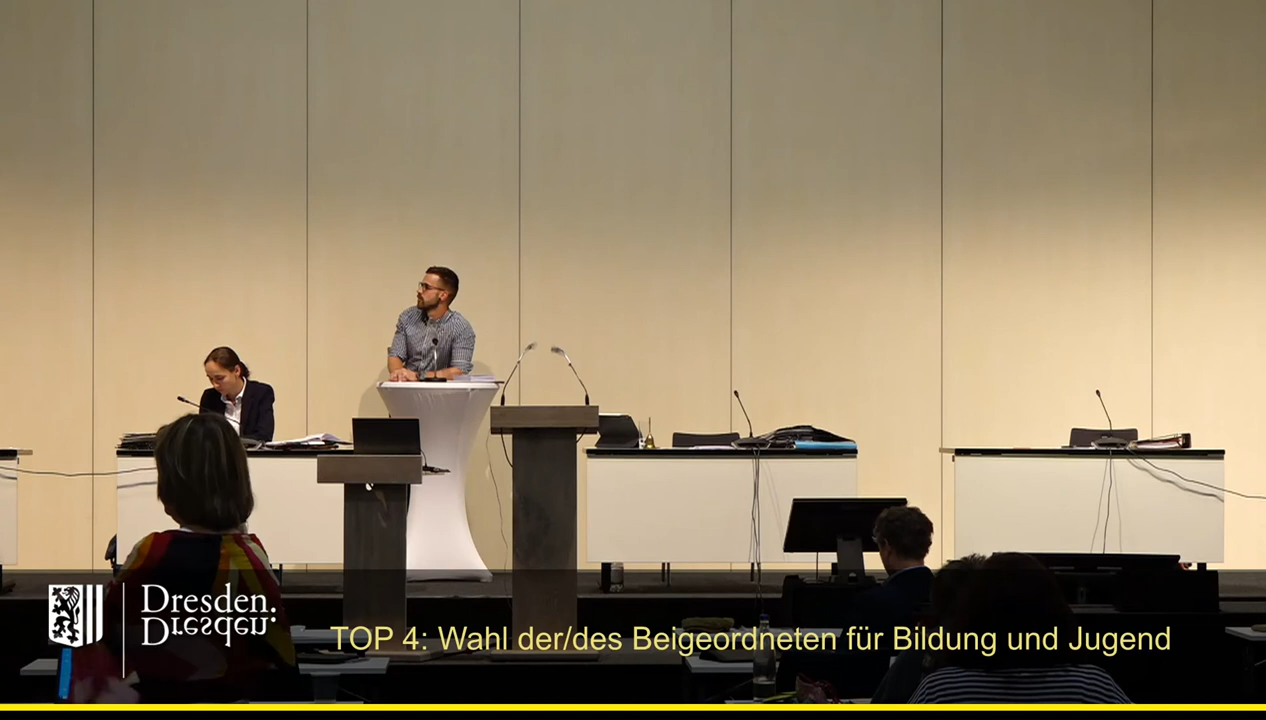 Dresden.
Dresden.
TOP 4: Wahl der/des Beigeordneten für Bildung und Jugend